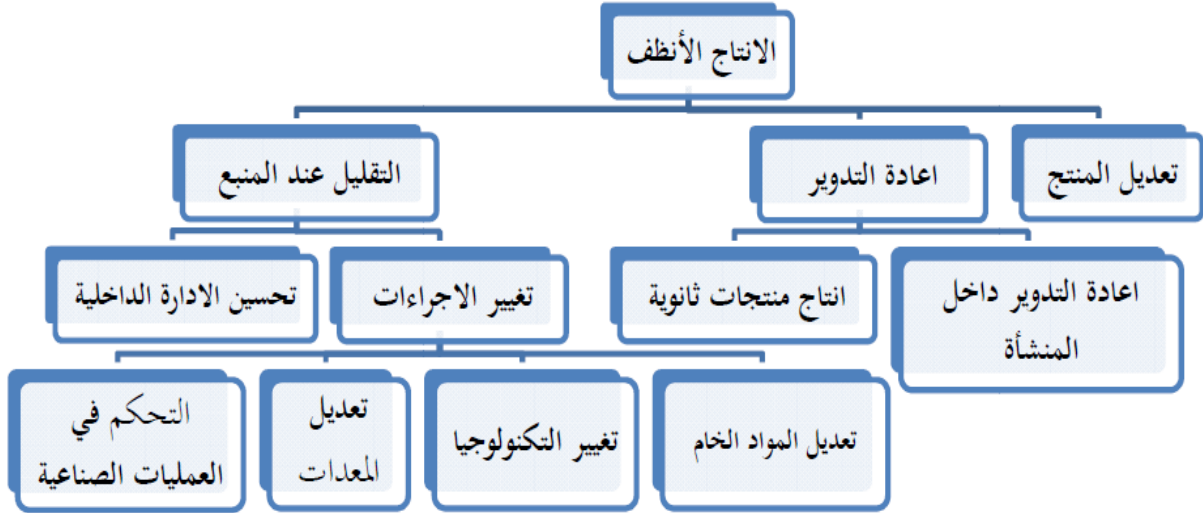 الانتاج الأنظف
تعديل المنتج
اعادة التدوير
التقليل عند المنبع
اعادة التدوير داخل
المنشأة
انتاج منتجات ثانوية
تغيير الاجراءات
تحسين الادارة الداخلية
تعديل المواد الخام
تغيير التكنولوجيا
تعديل
المعدات
التحكم في
العمليات الصناعية